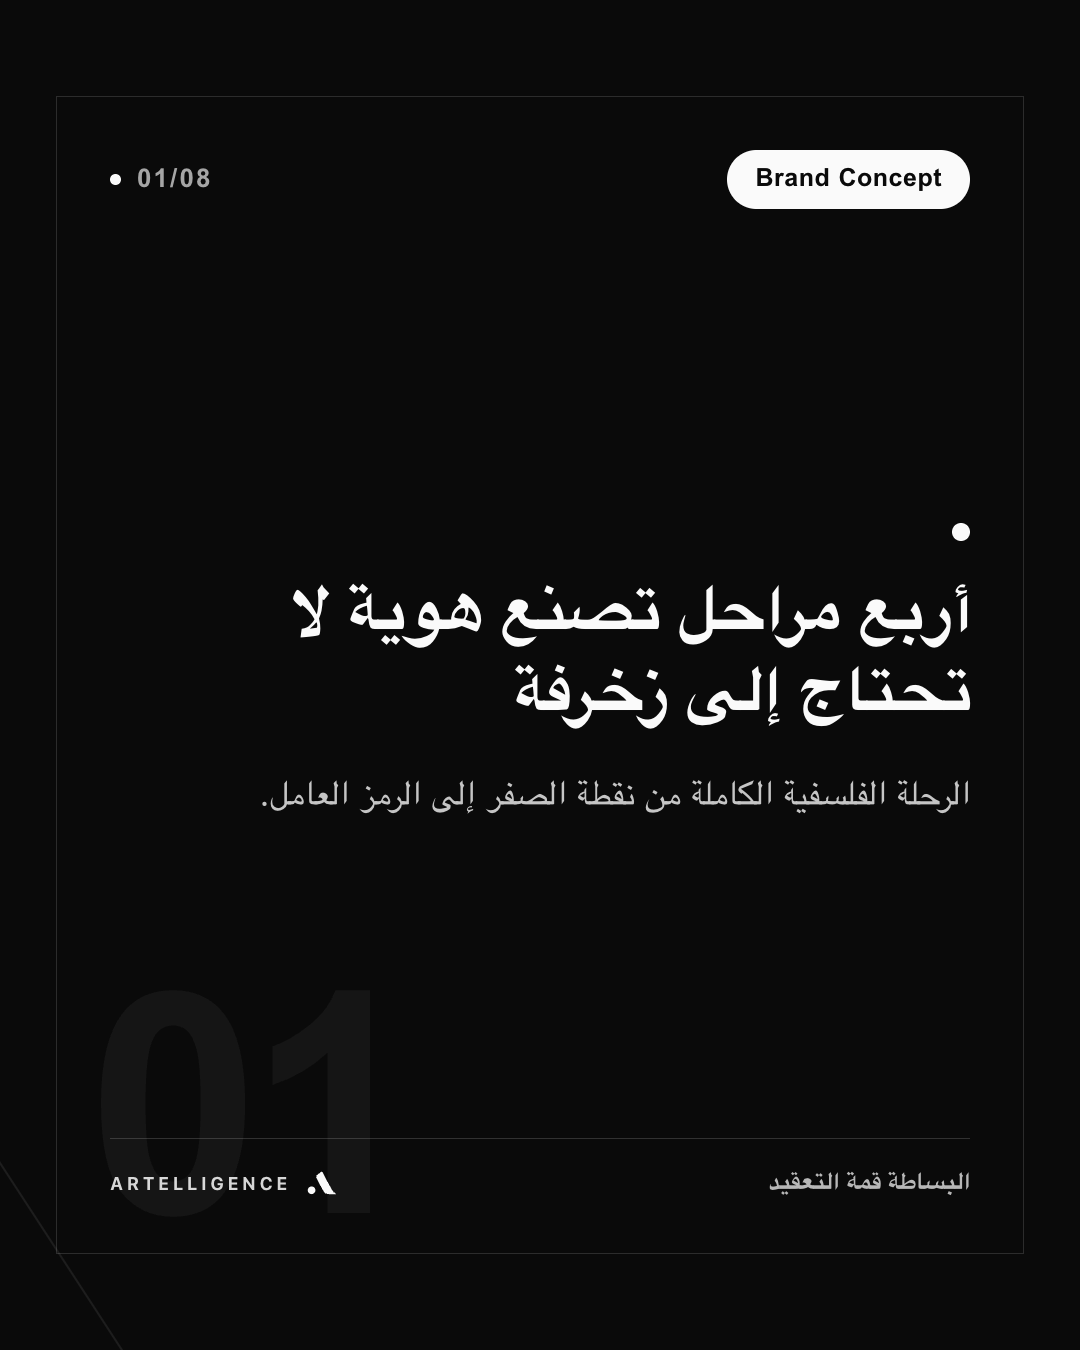 01/08
Brand Concept
أربع مراحل تصنع هوية لا
تحتاج إلى زخرفة
الرحلة الفلسفية الكاملة من نقطة الصفر إلى الرمز العامل.
01
ARTELLIGENCE
البساطة قمة التعقيد